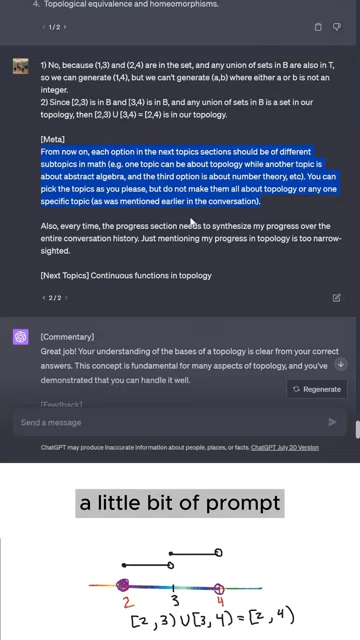 4. Topological equivalence and homeomorphisms.
1 / 2
1) No, because (1,3) and (2,4) are in the set, and any union of sets in B are also in T,
so we can generate (1,4), but we can't generate (a,b) where either a or b is not an
integer.
2) Since [2,3) is in B and [3,4) is in B, and any union of sets in B is a set in our
topology, then [2,3) U [3,4) = [2,4) is in our topology.
[Meta]
From now on, each option in the next topics sections should be of different
subtopics in math (e.g. one topic can be about topology while another topic is
about abstract algebra, and the third option is about number theory, etc). You can
pick the topics as you please, but do not make them all about topology or any one
specific topic (as was mentioned earlier in the conversation).
Also, every time, the progress section needs to synthesize my progress over the
entire conversation history. Just mentioning my progress in topology is too narrow-
sighted.
[Next Topics] Continuous functions in topology
2 / 2
[Commentary]
Great job! Your understanding of the bases of a topology is clear from your correct
answers. This concept is fundamental for many aspects of topology, and you've
demonstrated that you can handle it well.
Regenerate
[Feedback]
Send a message
ChatGPT may produce inaccurate information about people, places, or facts. ChatGPT July 20 Version
a little bit of prompt
2 3 4
[2,3) ∪ [3,4) = [2,4)